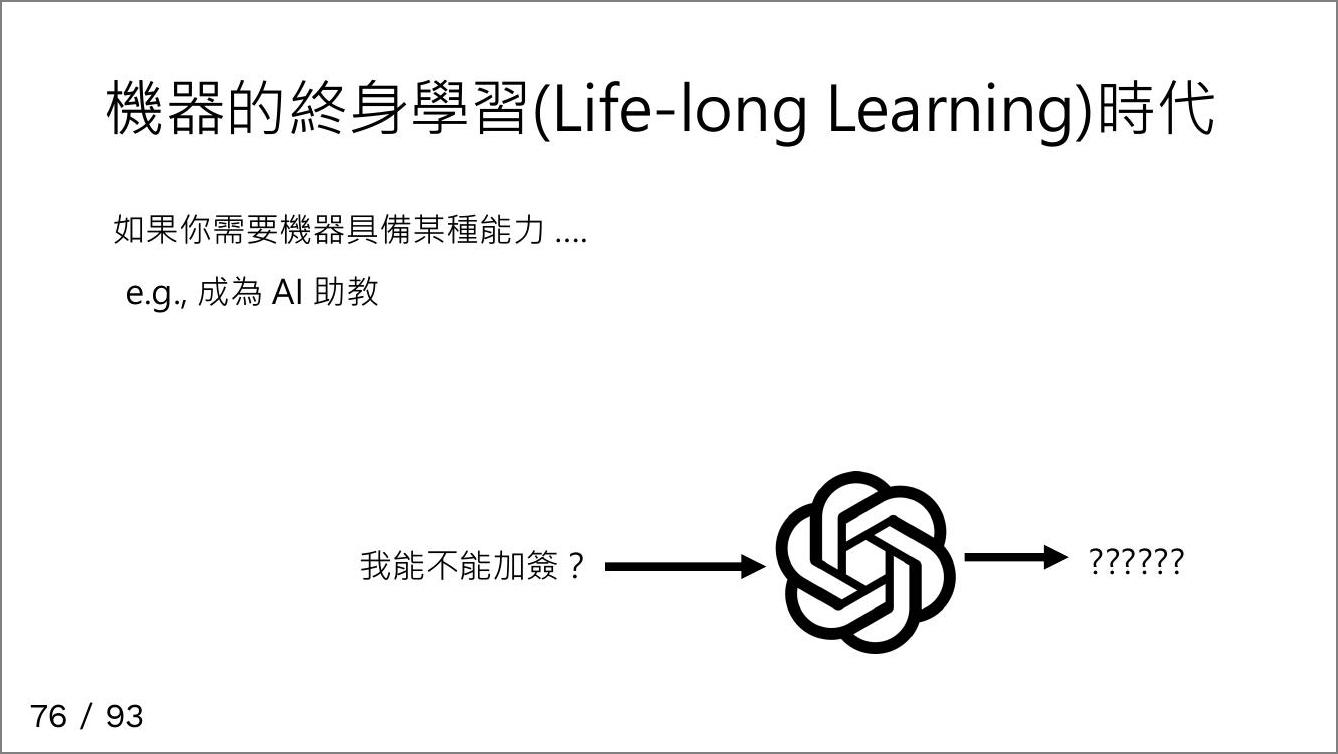 機器的終身學習(Life-long Learning)時代
如果你需要機器具備某種能力 ....
e.g., 成為 AI 助教
我能不能加簽？
??????
76 / 93